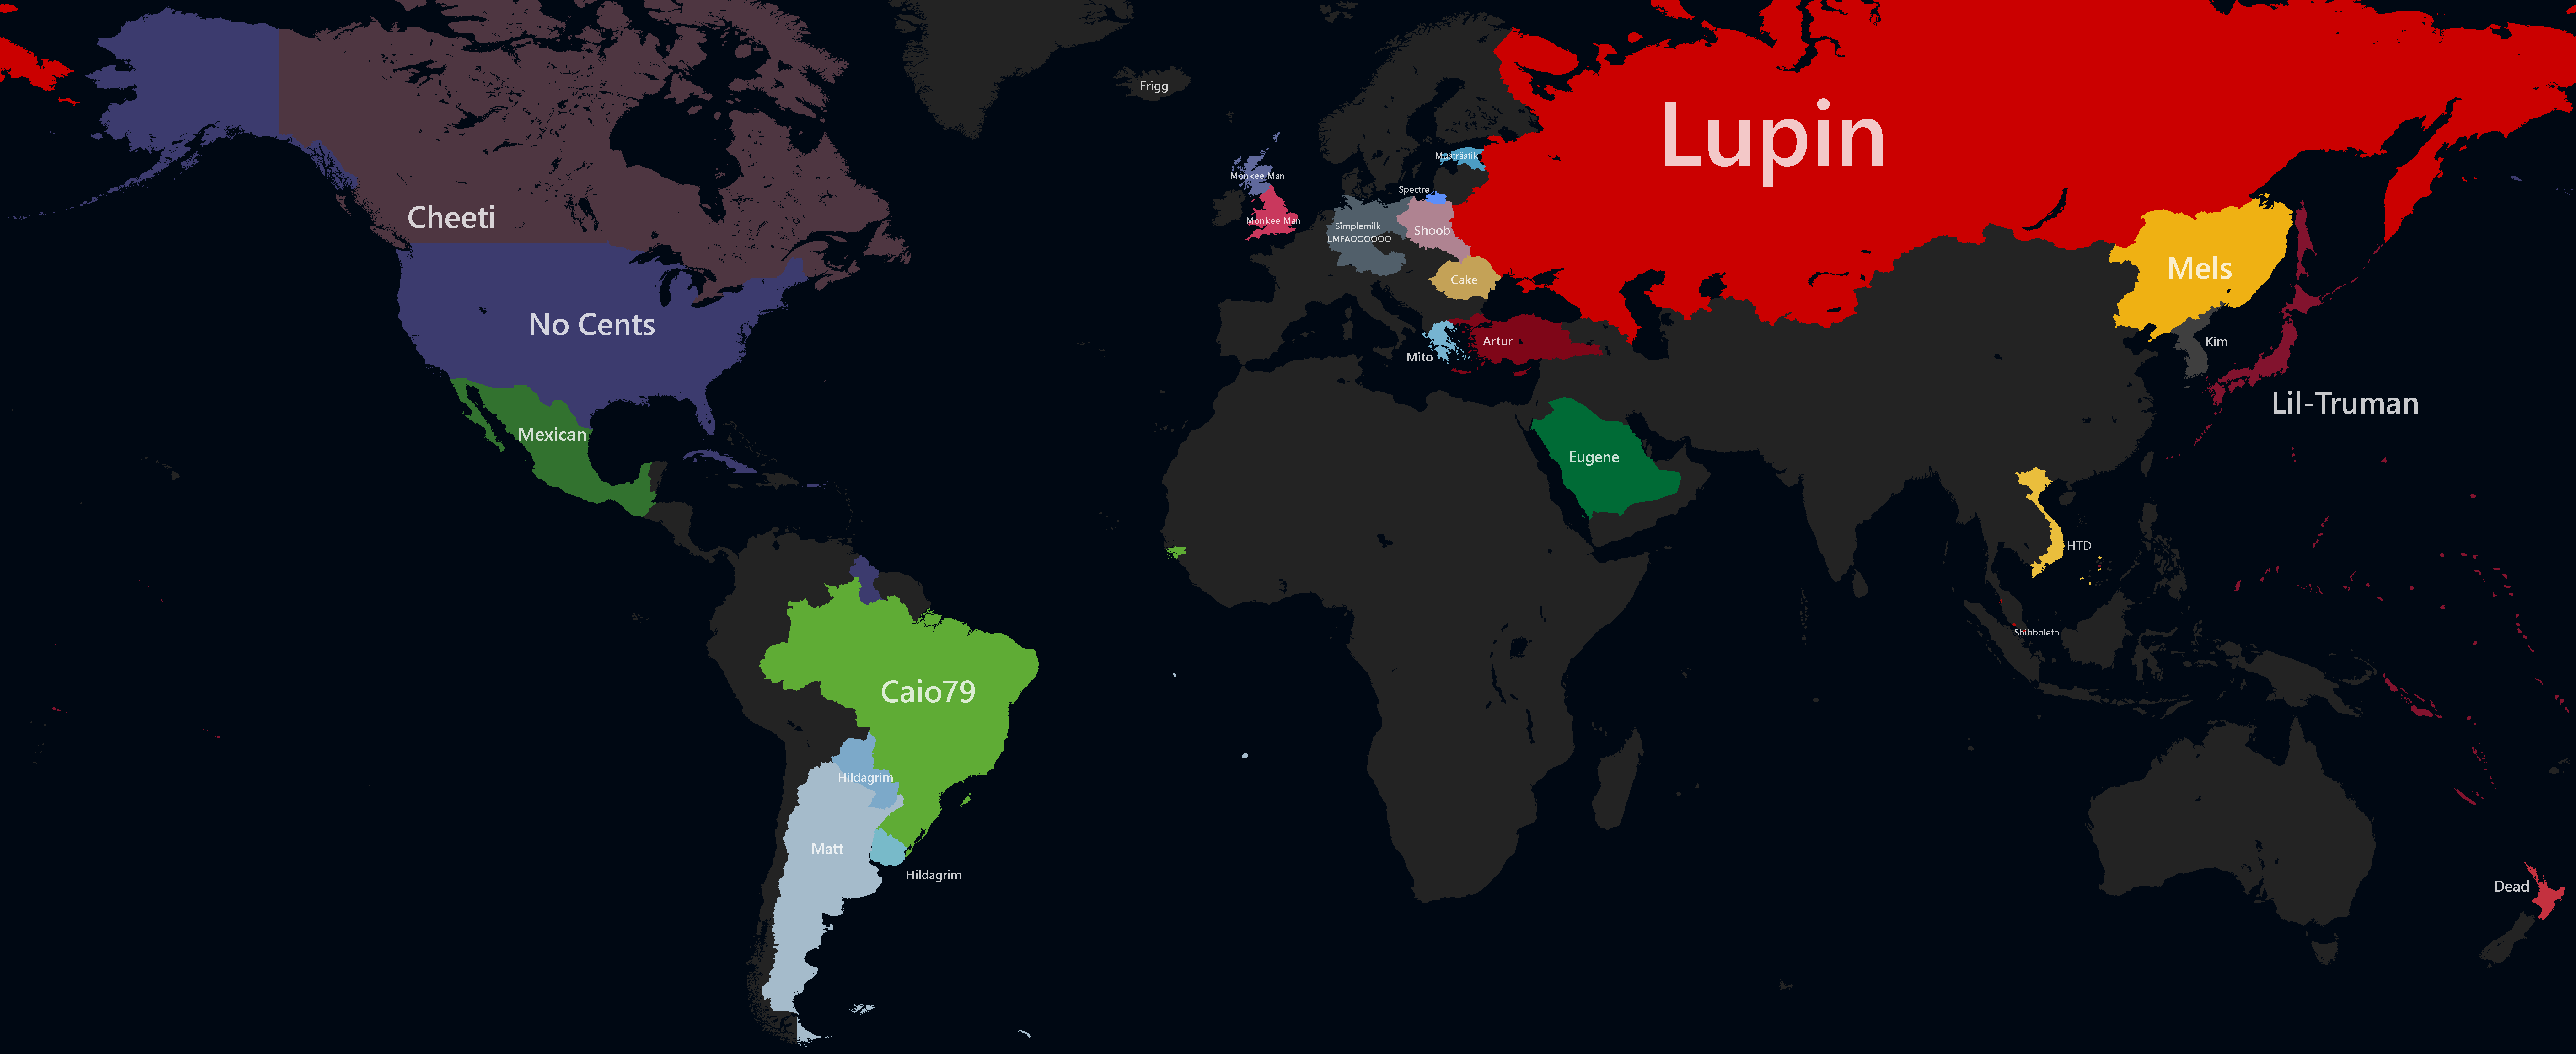 Frigg
Lupin
Mustrastik
Monkee Man
Spectre
Cheeti
Monkee Man
Simplemilk
LMFAOOOOOO
Shoob
Mels
Cake
No Cents
Artur
Kim
Mito
Lil-Truman
Mexican
Eugene
HTD
Shibboleth
Caio79
Hildagrim
Matt
Hildagrim
Dead